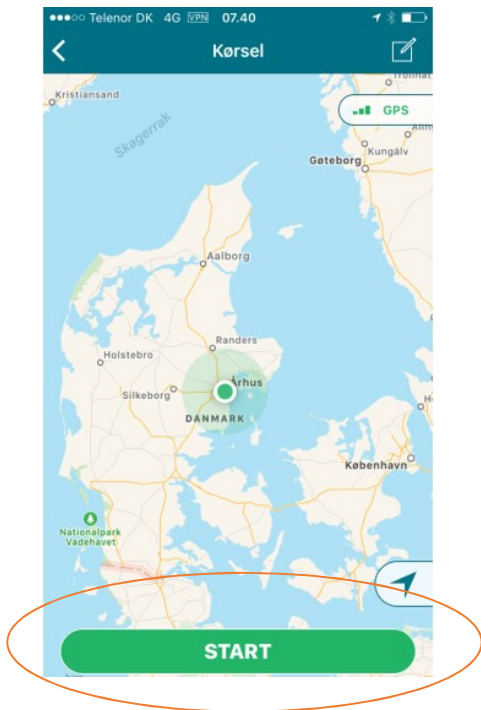 Telenor DK 4G VPN 07.40
Kørsel
Kristiansand
Skagerrak
GPS
Kungälv
Gøteborg
Aalborg
Randers
Holstebro
Århus
Silkeborg
DANMARK
København
Nationalpark
Vadehavet
START